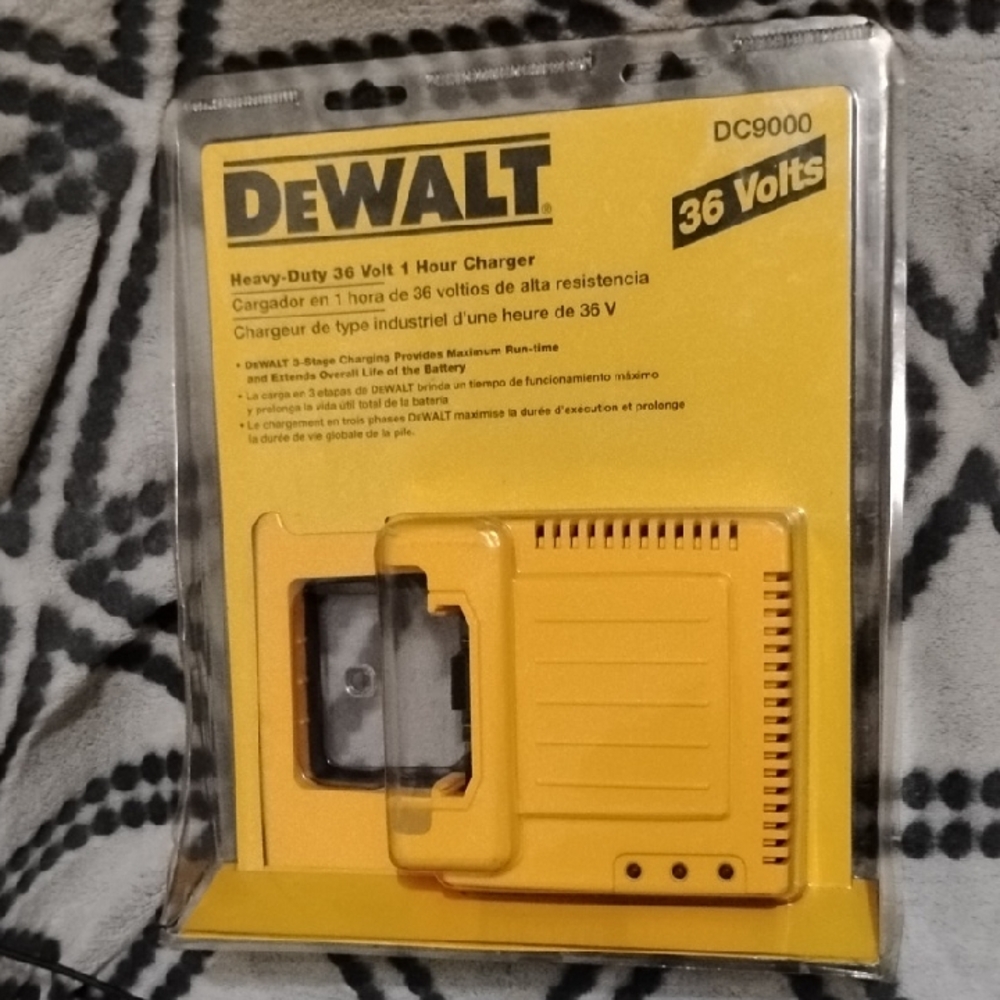 DC9000
DEWALT®
36 Volts
Heavy-Duty 36 Volt 1 Hour Charger
Cargador en 1 hora de 36 voltios de alta resistencia
Chargeur de type industriel d'une heure de 36 V
• DEWALT 3-Stage Charging Provides Maximum Run-time
and Extends Overall Life of the Battery
• La carga en 3 etapas de DEWALT brinda un tiempo de funcionamiento máximo
y prolonga la vida útil total de la batería
• Le chargement en trois phases DEWALT maximise la durée d'exécution et prolonge
la durée de vie globale de la pile.